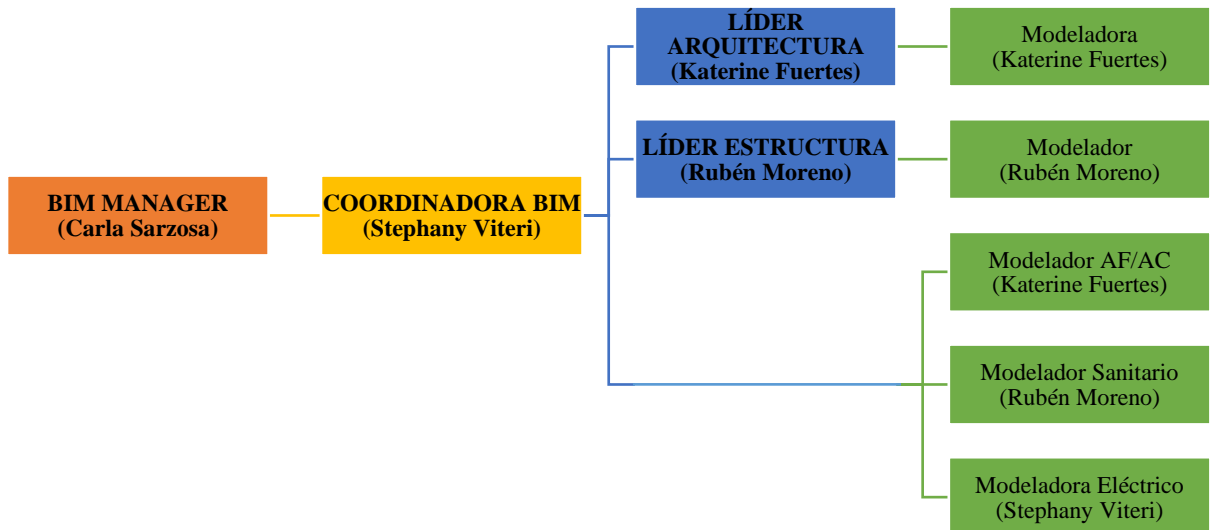 BIM MANAGER
(Carla Sarzosa)
COORDINADORA BIM
(Stephany Viteri)
LÍDER
ARQUITECTURA
(Katerine Fuertes)
Modeladora
(Katerine Fuertes)
LÍDER ESTRUCTURA
(Rubén Moreno)
Modelador
(Rubén Moreno)
Modelador AF/AC
(Katerine Fuertes)
Modelador Sanitario
(Rubén Moreno)
Modeladora Eléctrico
(Stephany Viteri)